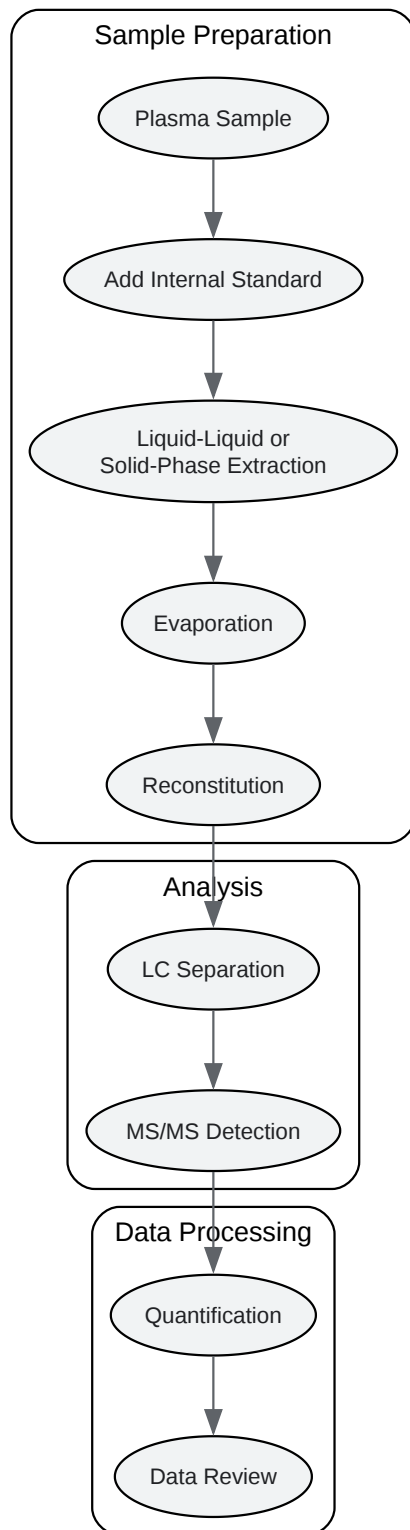 Sample Preparation
Plasma Sample
Add Internal Standard
Liquid-Liquid or
Solid-Phase Extraction
Evaporation
Reconstitution
Analysis
LC Separation
MS/MS Detection
Data Processing
Quantification
Data Review